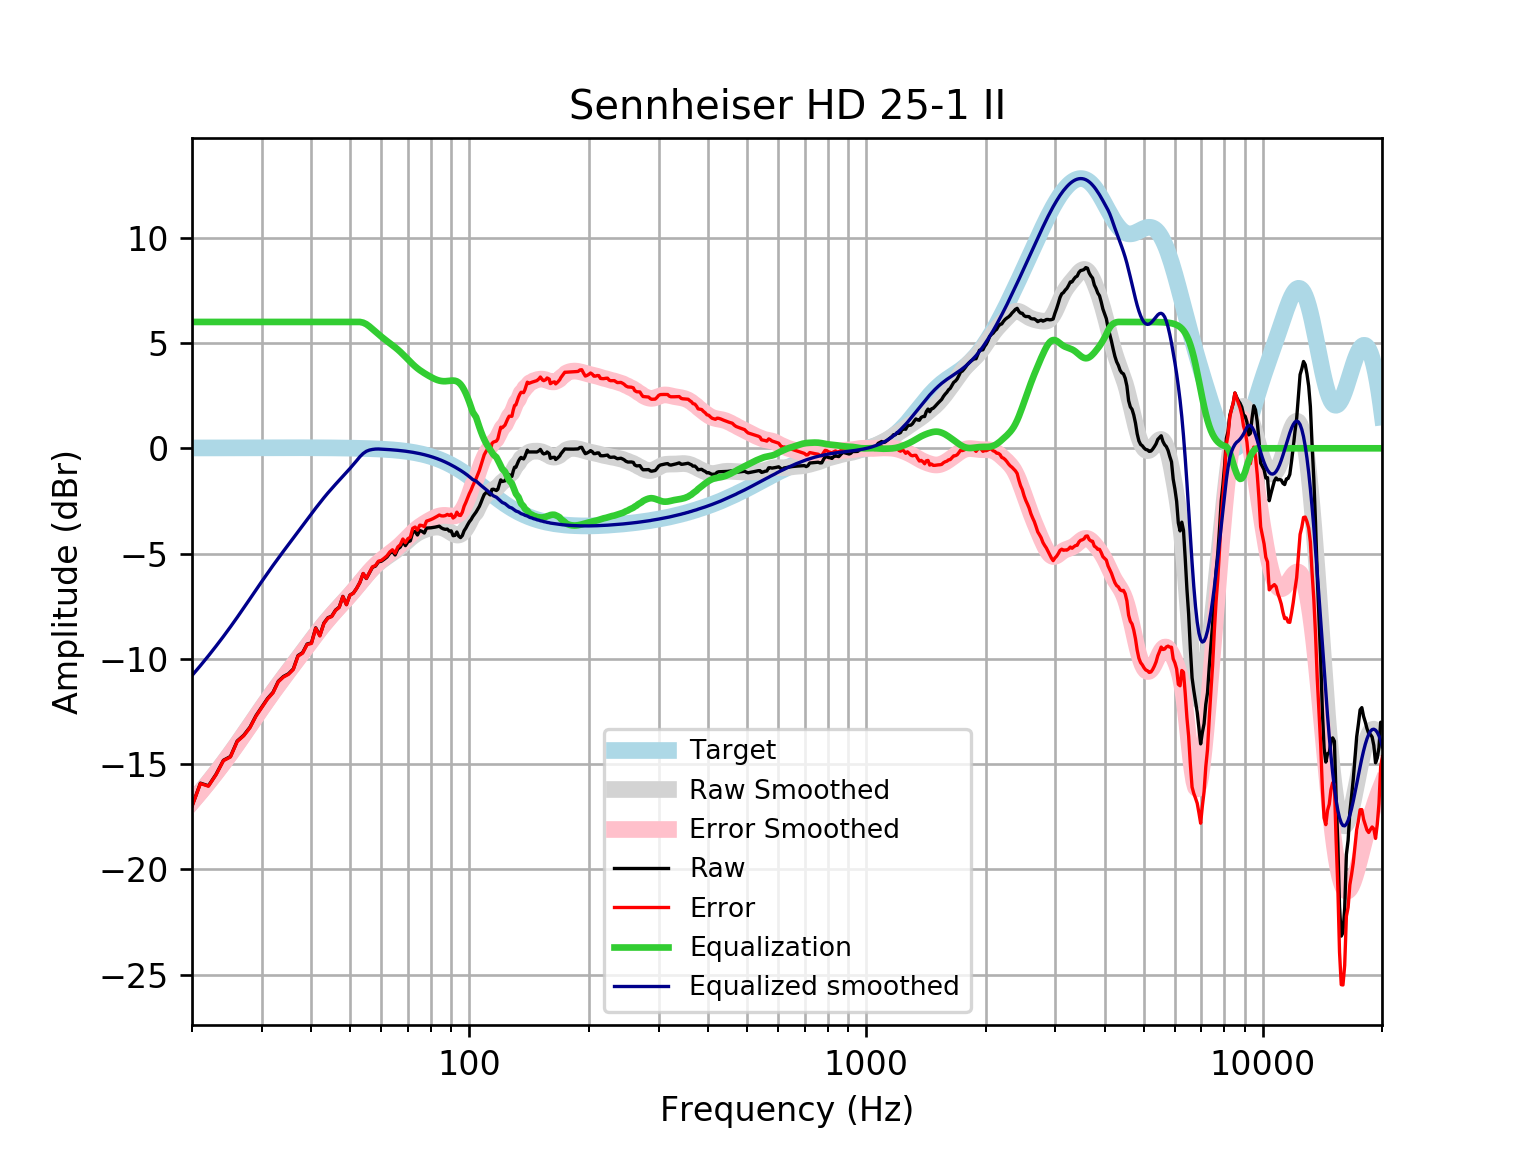 Sennheiser HD 25-1 II
Amplitude (dBr)
10
5
0
−5
−10
−15
−20
−25
Target
Raw Smoothed
Error Smoothed
Raw
Error
Equalization
Equalized smoothed
100
1000
10000
Frequency (Hz)